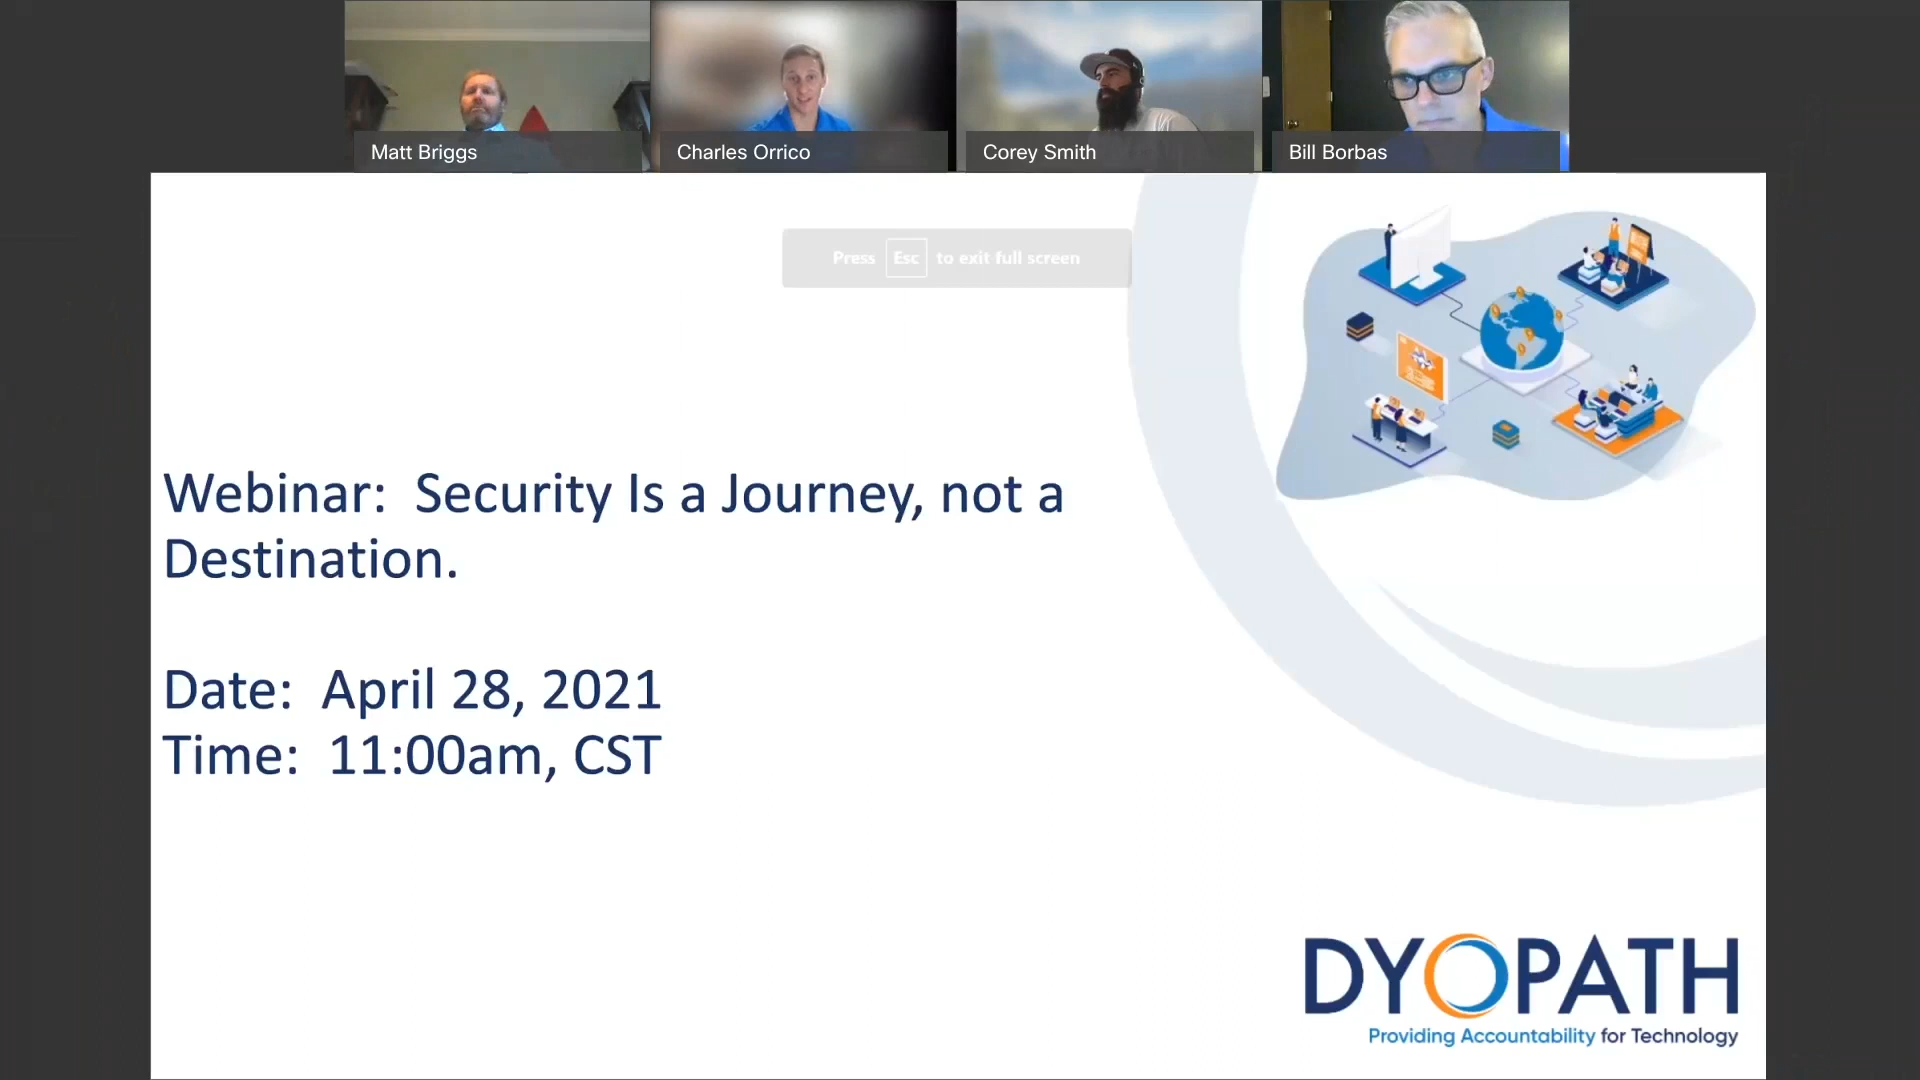 Matt Briggs
Charles Orrico
Corey Smith
Bill Borbas
Press Esc to exit full screen
Webinar: Security Is a Journey, not a
Destination.
Date: April 28, 2021
Time: 11:00am, CST
DYOPATH
Providing Accountability for Technology